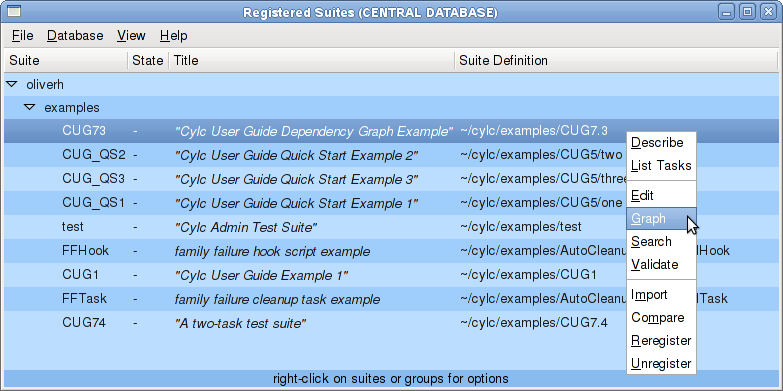 Registered Suites (CENTRAL DATABASE)
File Database View Help
Suite State Title Suite Definition
oliverh
examples
CUG73 - "Cylc User Guide Dependency Graph Example" ~/cylc/examples/CUG7.3
CUG_QS2 - "Cylc User Guide Quick Start Example 2" ~/cylc/examples/CUG5/two
CUG_QS3 - "Cylc User Guide Quick Start Example 3" ~/cylc/examples/CUG5/three
CUG_QS1 - "Cylc User Guide Quick Start Example 1" ~/cylc/examples/CUG5/one
test - "Cylc Admin Test Suite" ~/cylc/examples/test
FFHook - family failure hook script example ~/cylc/examples/AutoCleanu lHook
CUG1 - "Cylc User Guide Example 1" ~/cylc/examples/CUG1
FFTask - family failure cleanup task example ~/cylc/examples/AutoCleanu lTask
CUG74 - "A two-task test suite" ~/cylc/examples/CUG7.4
Describe
List Tasks
Edit
Graph
Search
Validate
Import
Compare
Reregister
Unregister
right-click on suites or groups for options